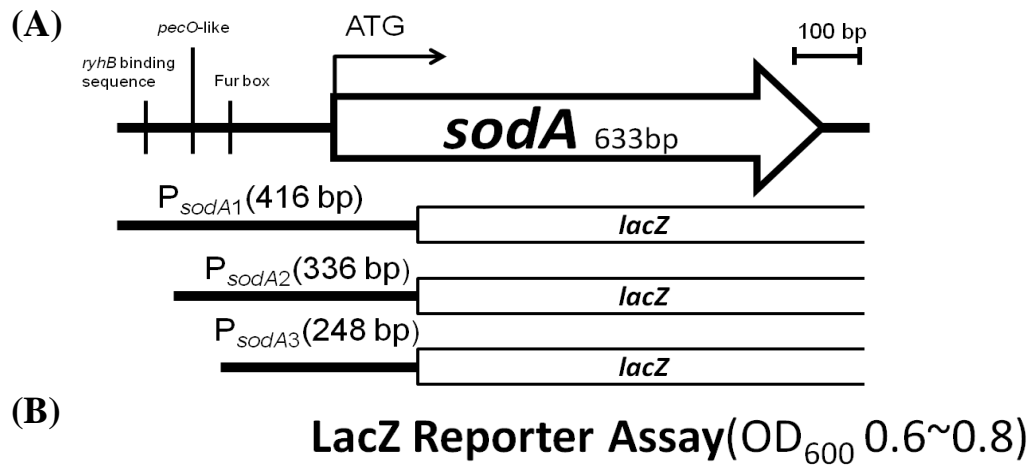 (A)
pecO-like
ryhB binding
sequence
Fur box
ATG
100 bp
sodA 633bp
PsodA1(416 bp)
lacZ
PsodA2(336 bp)
lacZ
PsodA3(248 bp)
lacZ
(B)
LacZ Reporter Assay(OD600 0.6~0.8)